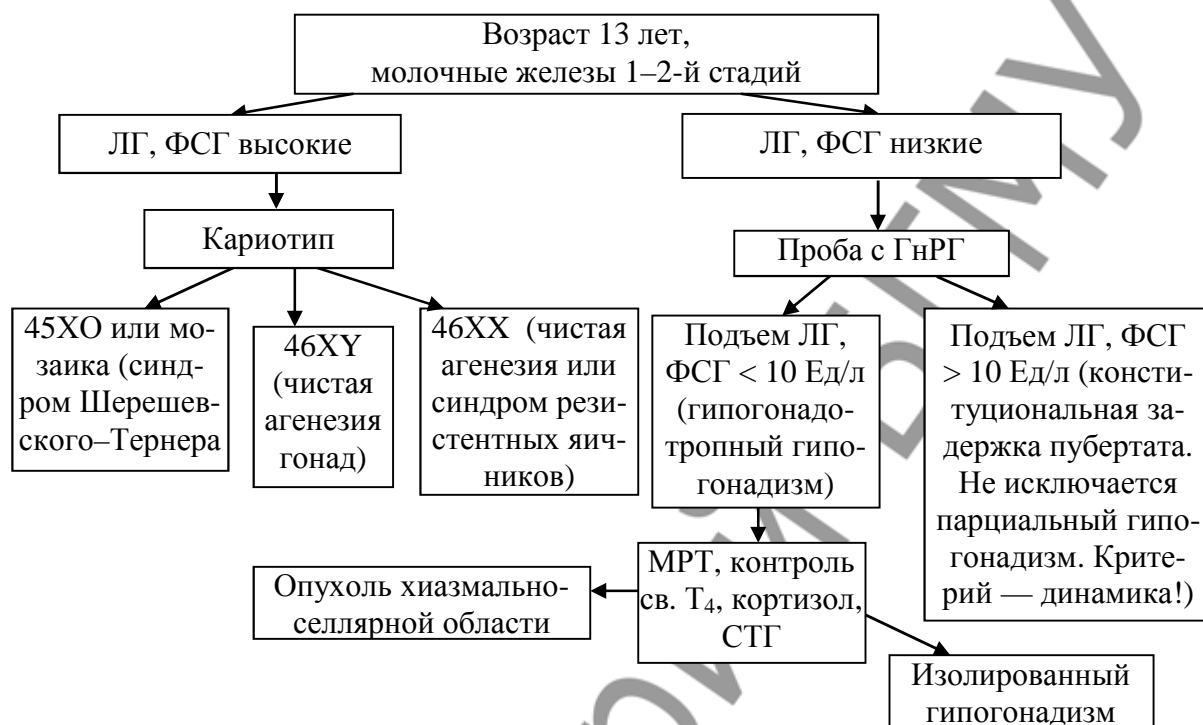 Возраст 13 лет,
молочные железы 1–2-й стадий
ЛГ, ФСГ высокие
ЛГ, ФСГ низкие
Кариотип
Проба с ГнРГ
45ХО или мо-
заика (синд-
ром Шерешев-
ского–Тернера
46XY
(чистая
агенезия
гонад)
46ХХ (чистая
агенезия или
синдром рези-
стентных яич-
ников)
Подъем ЛГ,
ФСГ < 10 Ед/л
(гипогонадо-
тропный гипо-
гонадизм)
Подъем ЛГ, ФСГ
> 10 Ед/л (консти-
туциональная за-
держка пубертата.
Не исключается
парциальный гипо-
гонадизм. Крите-
рий — динамика!)
Опухоль хиазмально-
селлярной области
МРТ, контроль
св. Т₄, кортизол,
СТГ
Изолированный
гипогонадизм